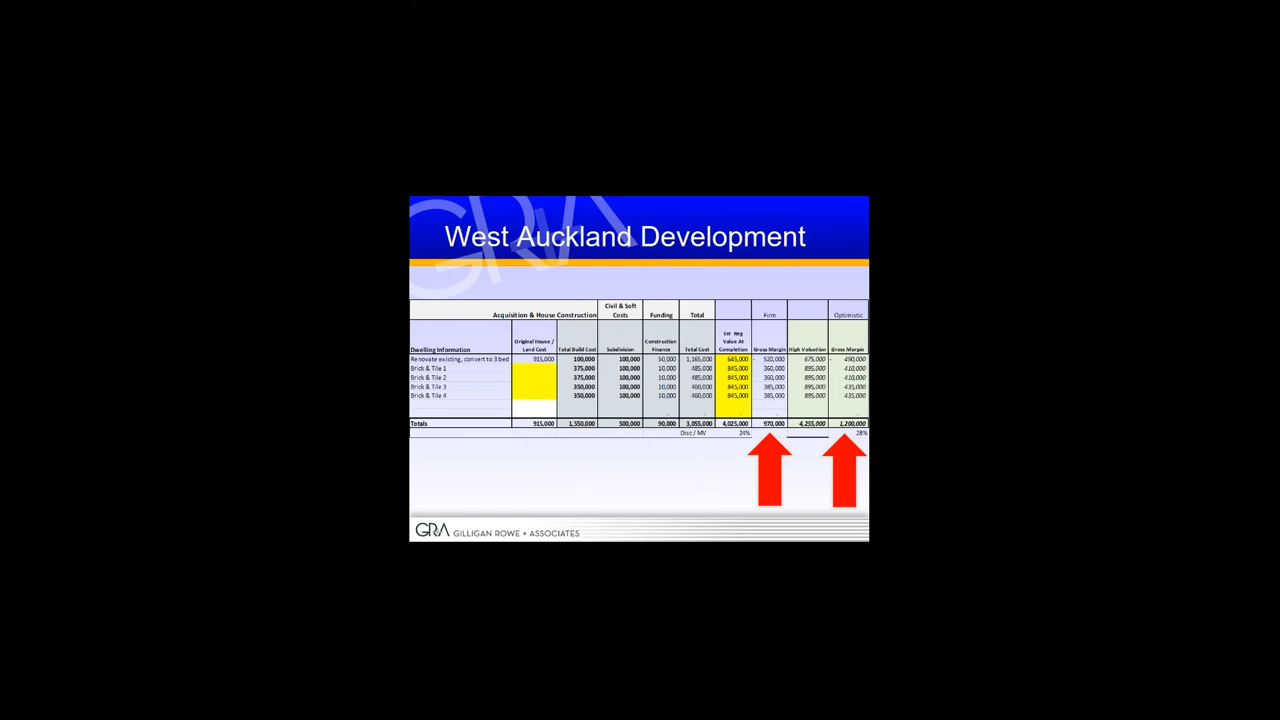 West Auckland Development
Acquisition & House Construction Civil & Soft Costs Funding Total Firm Optimistic
Dwelling Information Original House / Land Cost Total Build Cost Subdivision Construction Finance Total Cost Est Reg Value At Completion Gross Margin High Valuation Gross Margin
Renovate existing, convert to 3 bed 915,000 100,000 100,000 50,000 1,165,000 645,000 - 520,000 675,000 - 490,000
Brick & Tile 1 375,000 100,000 10,000 485,000 845,000 360,000 895,000 410,000
Brick & Tile 2 375,000 100,000 10,000 485,000 845,000 360,000 895,000 410,000
Brick & Tile 3 350,000 100,000 10,000 460,000 845,000 385,000 895,000 435,000
Brick & Tile 4 350,000 100,000 10,000 460,000 845,000 385,000 895,000 435,000
- - - - -
Totals 915,000 1,550,000 500,000 90,000 3,055,000 4,025,000 970,000 4,255,000 1,200,000
Disc / MV 24% 28%
GRA GILLIGAN ROWE + ASSOCIATES